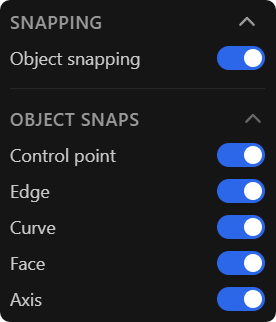 SNAPPING
Object snapping
OBJECT SNAPS
Control point
Edge
Curve
Face
Axis